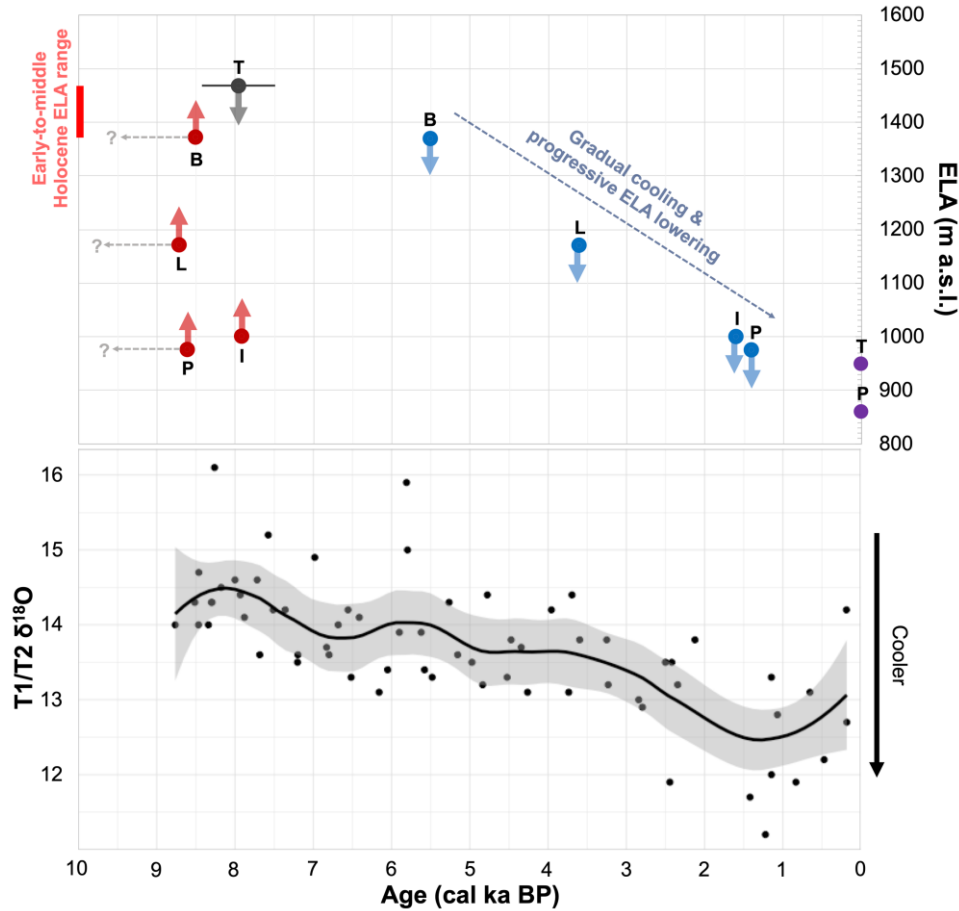 1600
1500
1400
1300
1200
1100
1000
900
800
ELA (m a.s.l.)
Early-to-middle
Holocene ELA range
T
B
?
L
?
P
?
I
B
L
I
P
T
P
Gradual cooling &
progressive ELA lowering
16
15
14
13
12
T1/T2 δ¹⁸O
Cooler
10
9
8
7
6
5
4
3
2
1
0
Age (cal ka BP)